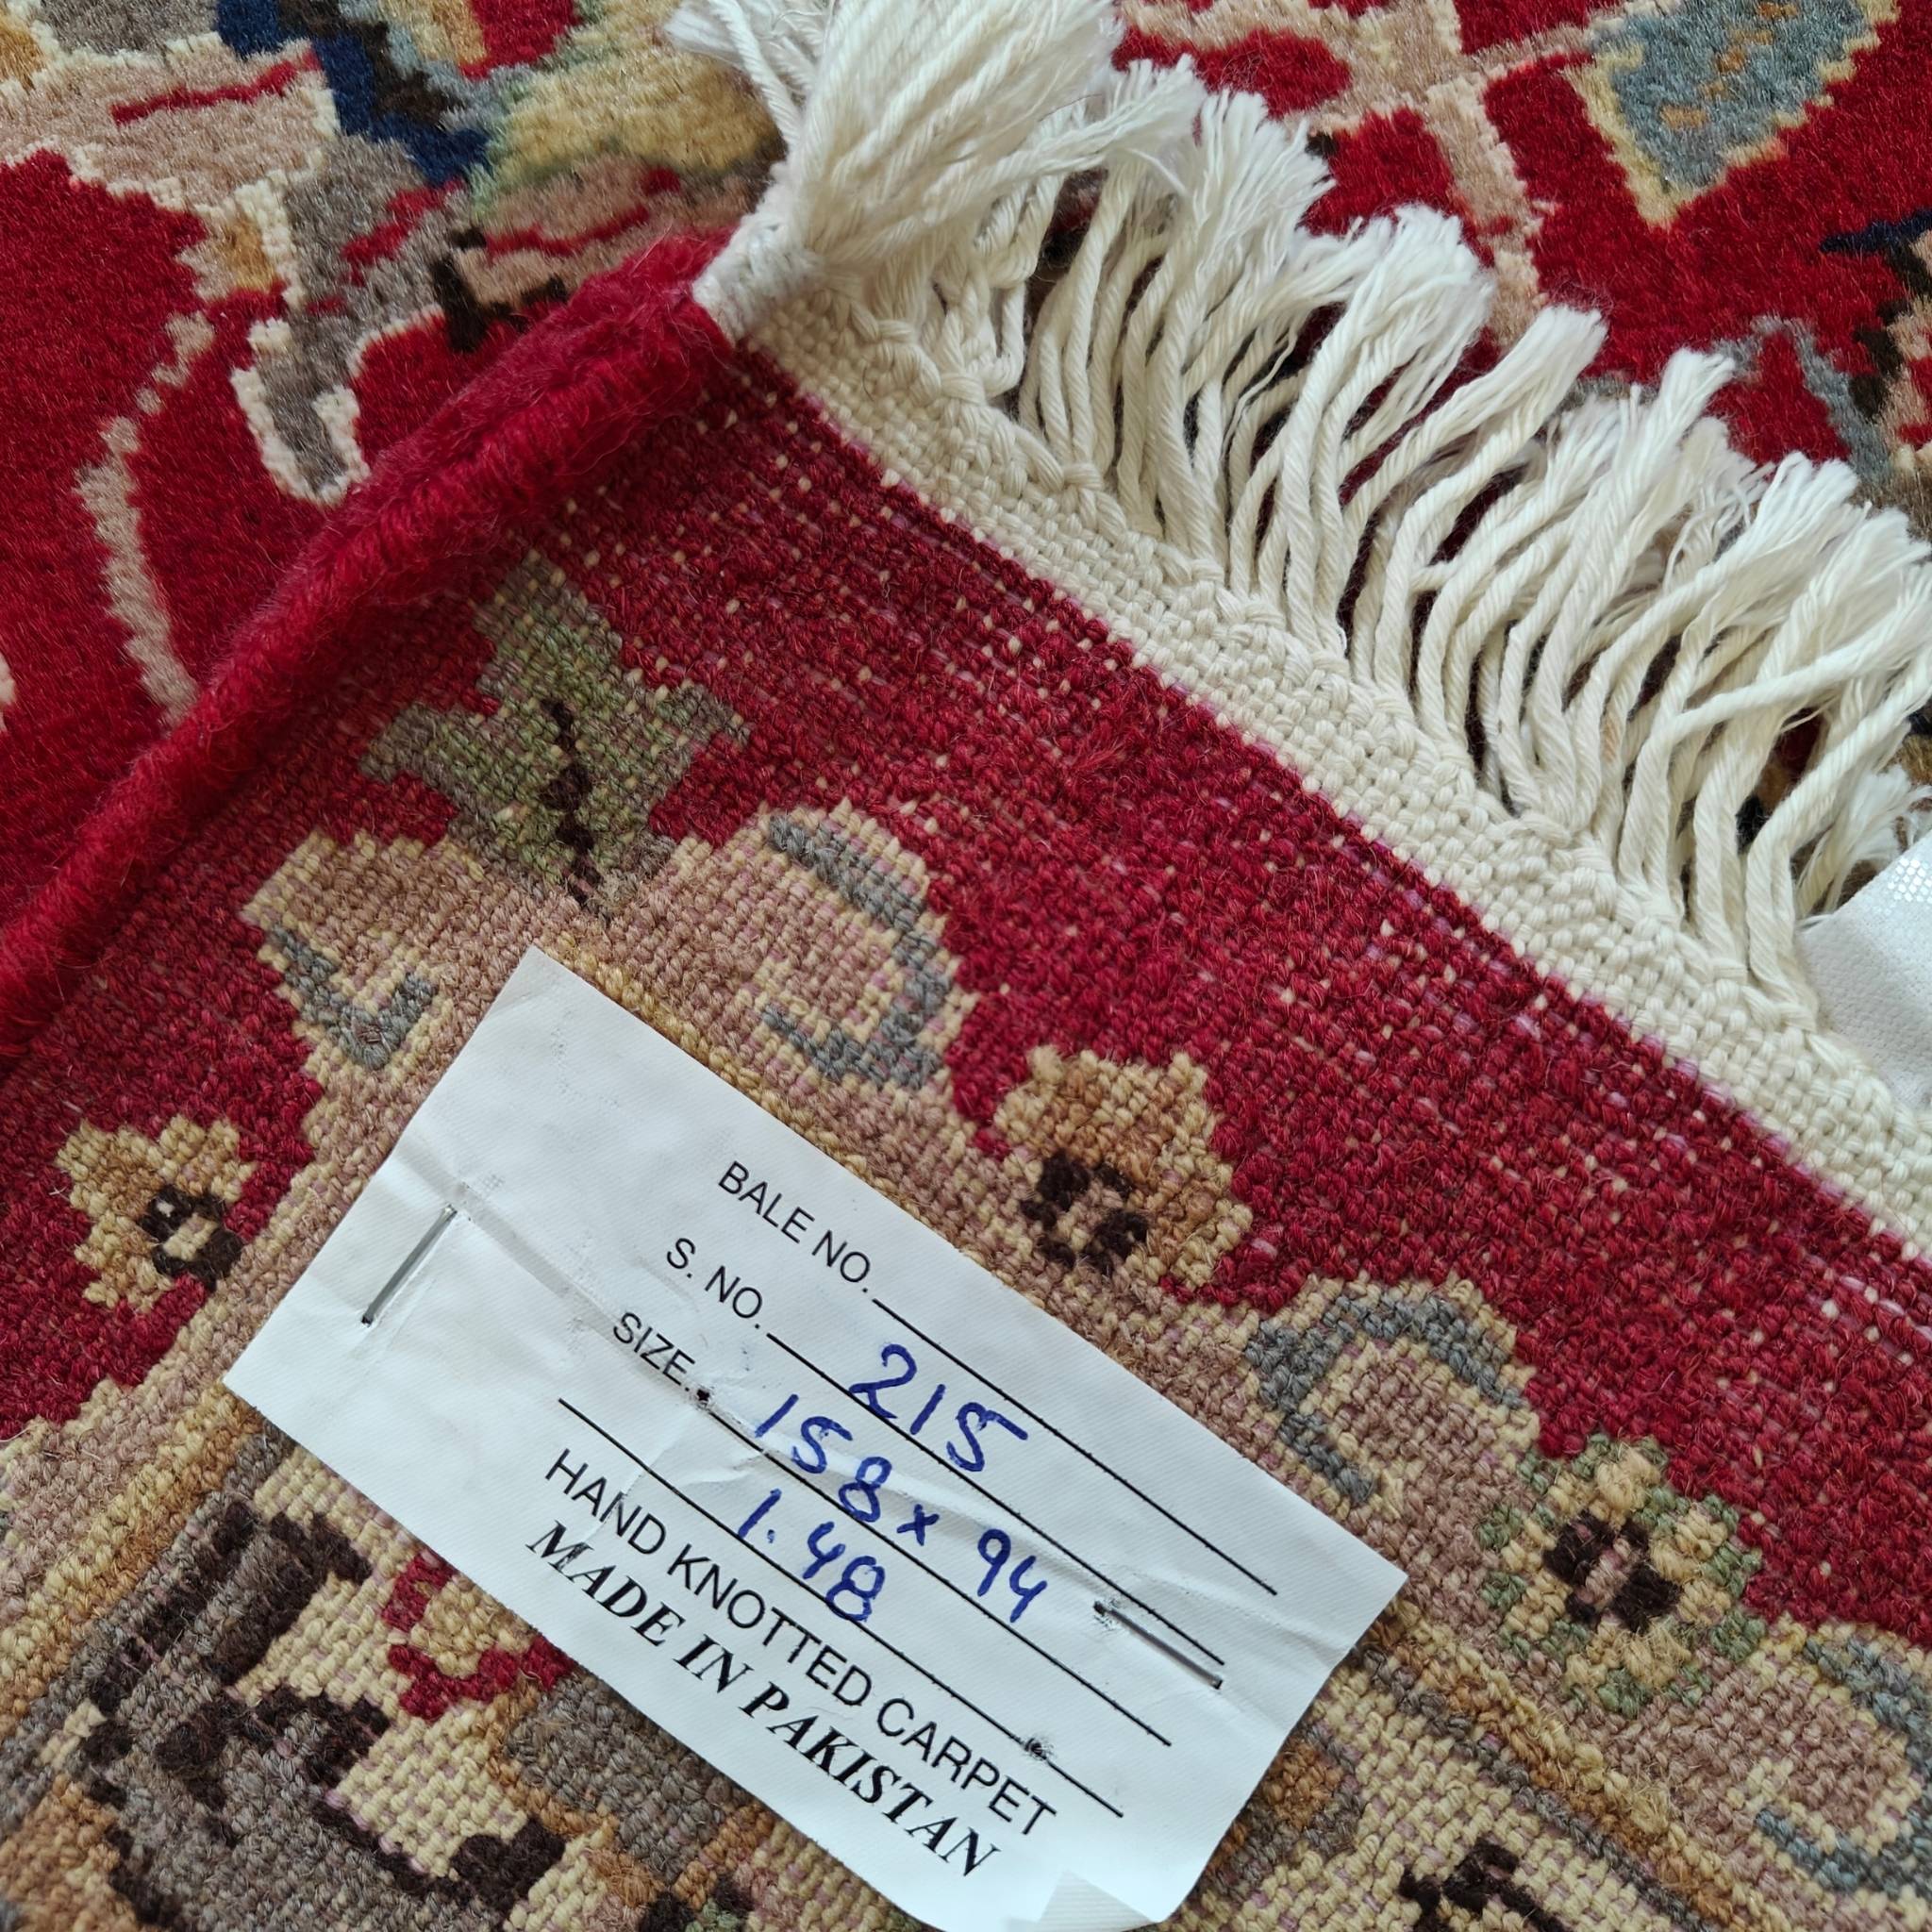 BALE NO.
S. NO. 215
SIZE. 158 x 94
1.48
HAND KNOTTED CARPET
MADE IN PAKISTAN